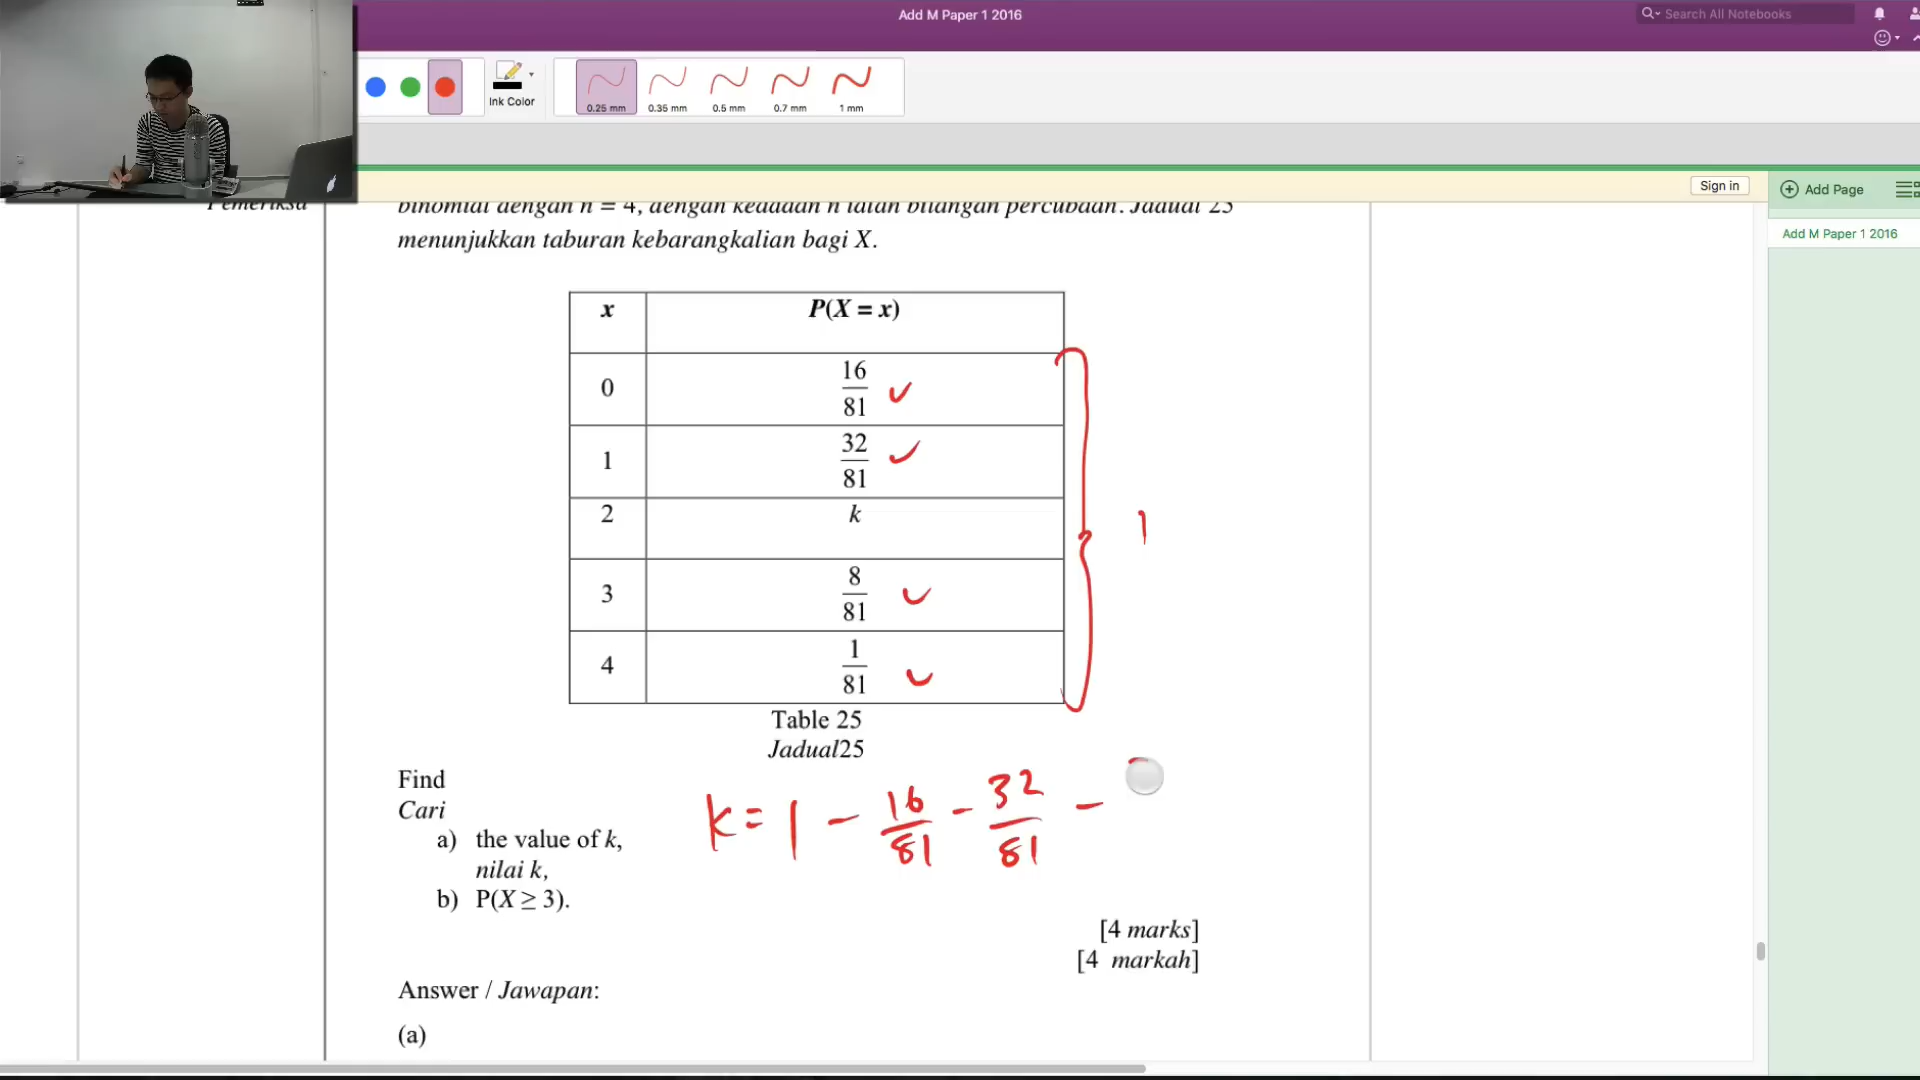 Add M Paper 1 2016
Search All Notebooks
Ink Color
0.25 mm
0.35 mm
0.5 mm
0.7 mm
1 mm
Sign in
Add Page
Add M Paper 1 2016
Pemeriksa
binomial dengan n = 4, dengan keadaan n ialah bilangan percubaan. Jadual 25
menunjukkan taburan kebarangkalian bagi X.
x P(X = x)
0 16/81
1 32/81
2 k
3 8/81
4 1/81
1
Table 25
Jadual25
Find
Cari
a) the value of k,
nilai k,
b) P(X ≥ 3).
k = 1 - 16/81 - 32/81 -
[4 marks]
[4 markah]
Answer / Jawapan:
(a)